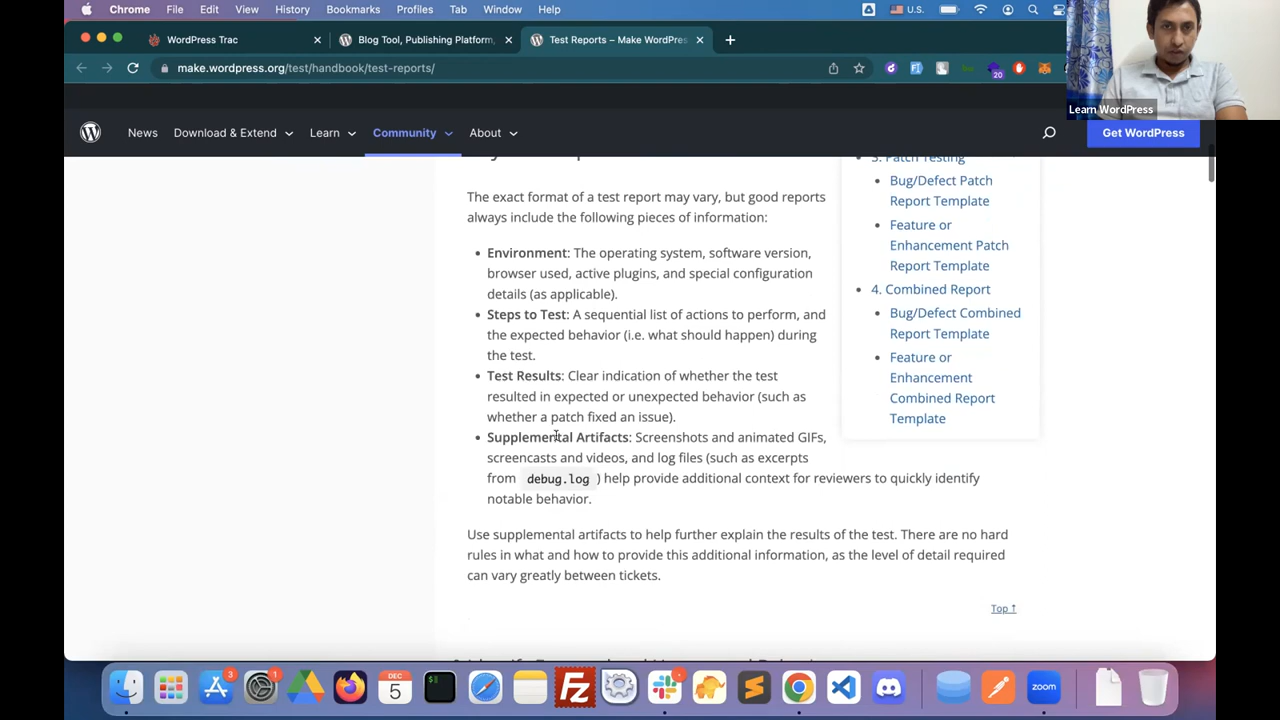 Chrome File Edit View History Bookmarks Profiles Tab Window Help U.S.
WordPress Trac
Blog Tool, Publishing Platform,
Test Reports – Make WordPres
make.wordpress.org/test/handbook/test-reports/
20
Learn WordPress
News Download & Extend Learn Community About Get WordPress
The exact format of a test report may vary, but good reports
always include the following pieces of information:
• Environment: The operating system, software version,
browser used, active plugins, and special configuration
details (as applicable).
• Steps to Test: A sequential list of actions to perform, and
the expected behavior (i.e. what should happen) during
the test.
• Test Results: Clear indication of whether the test
resulted in expected or unexpected behavior (such as
whether a patch fixed an issue).
• Supplemental Artifacts: Screenshots and animated GIFs,
screencasts and videos, and log files (such as excerpts
from debug.log ) help provide additional context for reviewers to quickly identify
notable behavior.
Use supplemental artifacts to help further explain the results of the test. There are no hard
rules in what and how to provide this additional information, as the level of detail required
can vary greatly between tickets.
Top ↑
• 3. Patch Testing
• Bug/Defect Patch
Report Template
• Feature or
Enhancement Patch
Report Template
• 4. Combined Report
• Bug/Defect Combined
Report Template
• Feature or
Enhancement
Combined Report
Template
3
1
DEC
5
Fz
zoom